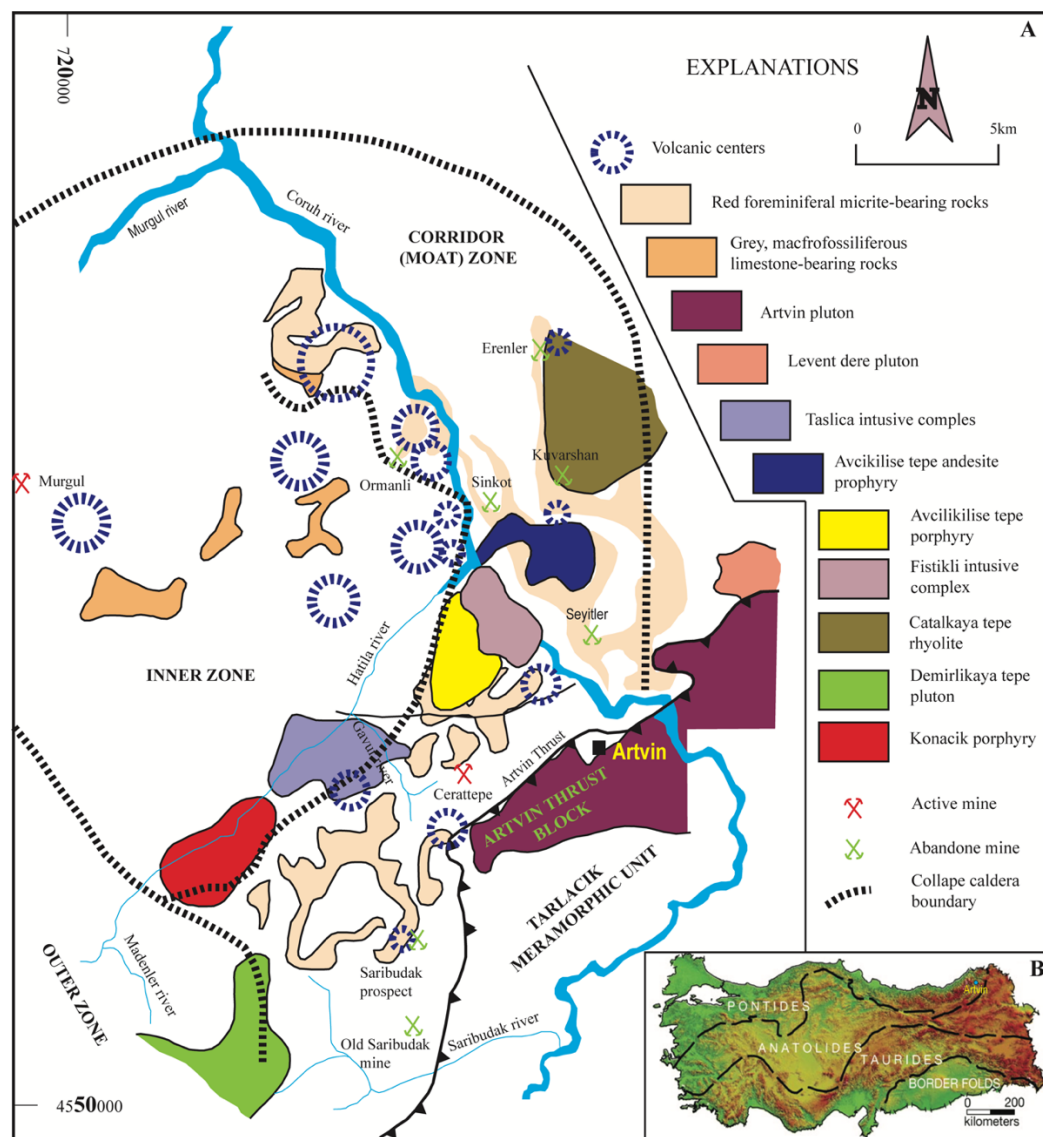 A
720000
EXPLANATIONS
N
0 5km
Volcanic centers
Red foreminiferal micrite-bearing rocks
Grey, macfrofossiliferous
limestone-bearing rocks
Artvin pluton
Levent dere pluton
Taslica intusive comples
Avcikilise tepe andesite
prophyry
Avcilikilise tepe
porphyry
Fistikli intusive
complex
Catalkaya tepe
rhyolite
Demirlikaya tepe
pluton
Konacik porphyry
Active mine
Abandone mine
Collape caldera
boundary
Murgul river
Coruh river
CORRIDOR
(MOAT) ZONE
Erenler
Kuvarshan
Murgul
Ormanli
Sinkot
Seyitler
Hatila river
INNER ZONE
Gavur river
Artvin Thrust
Artvin
Cerattepe
ARTVIN THRUST
BLOCK
TARLACIK
MERAMORPHIC UNIT
OUTER ZONE
Madenler river
Saribudak
prospect
Old Saribudak
mine
Saribudak river
4550000
B
Artvin
PONTIDES
ANATOLIDES
TAURIDES
BORDER FOLDS
0 200
kilometers